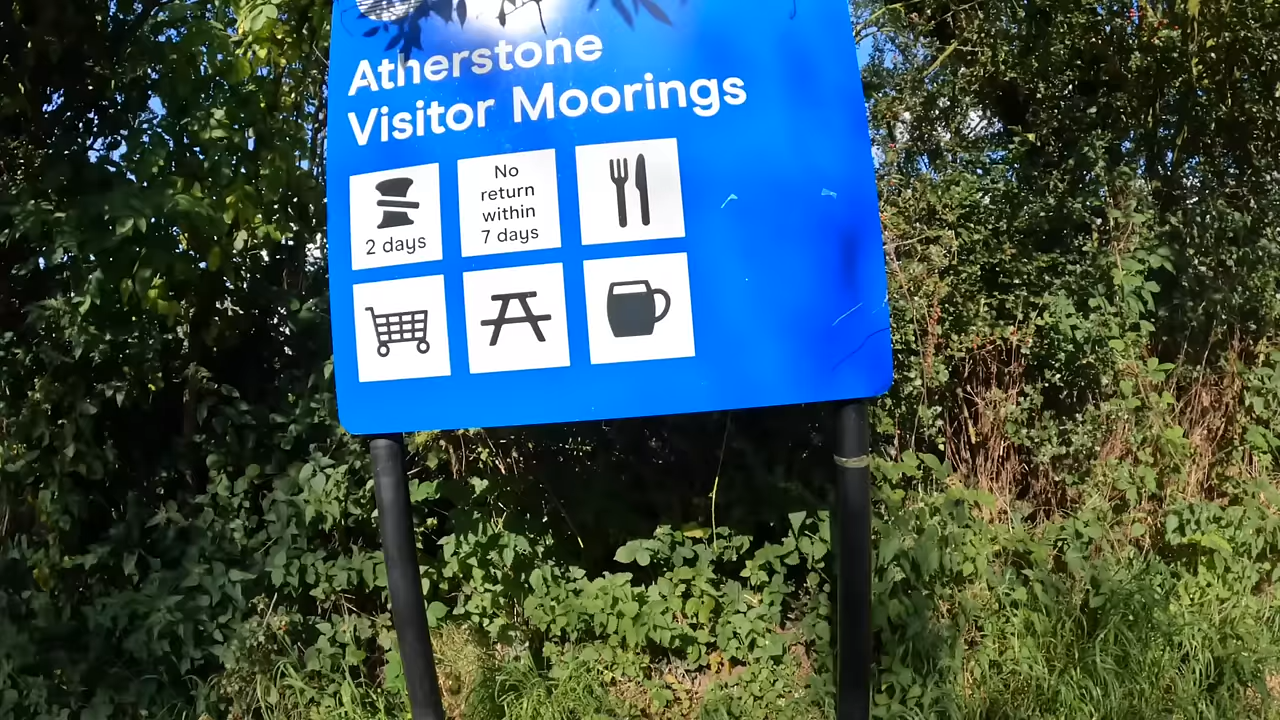 Atherstone
Visitor Moorings
2 days
No
return
within
7 days